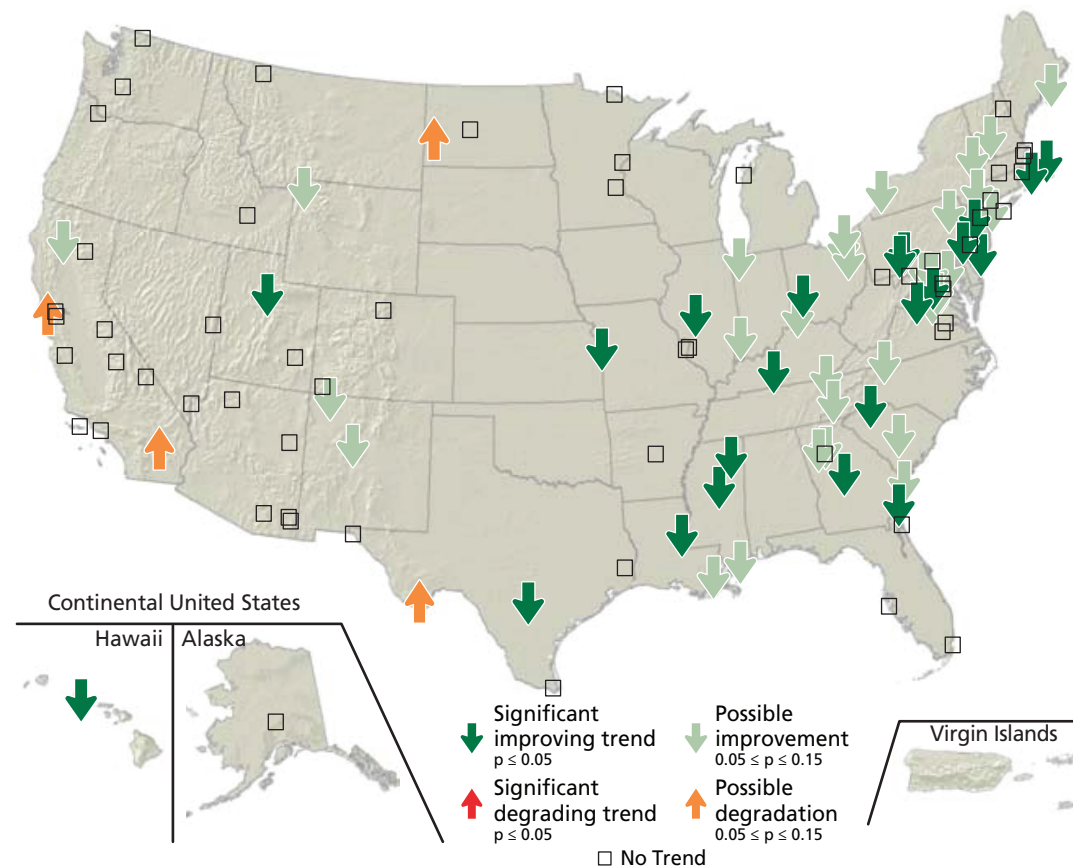 Continental United States
Hawaii
Alaska
Significant
improving trend
p ≤ 0.05
Possible
improvement
0.05 ≤ p ≤ 0.15
Significant
degrading trend
p ≤ 0.05
Possible
degradation
0.05 ≤ p ≤ 0.15
No Trend
Virgin Islands